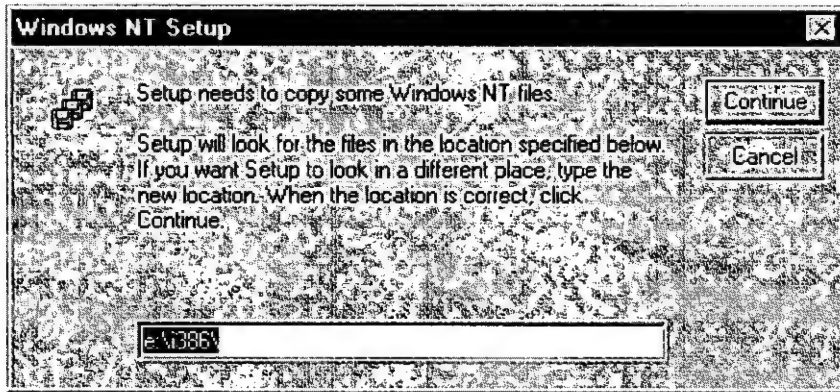 Windows NT Setup
Setup needs to copy some Windows NT files.
Continue
Setup will look for the files in the location specified below.
Cancel
If you want Setup to look in a different place, type the
new location. When the location is correct, click
Continue.
e:\i386\